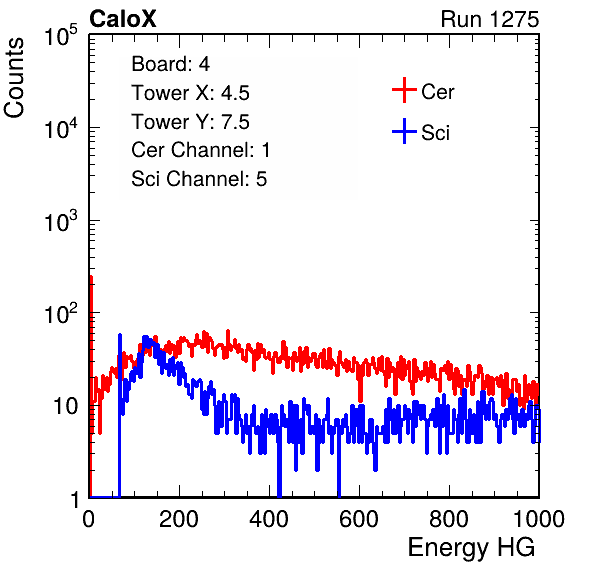 CaloX Run 1275
Counts
Board: 4
Tower X: 4.5
Tower Y: 7.5
Cer Channel: 1
Sci Channel: 5
Cer
Sci
10^5
10^4
10^3
10^2
10
1
0 200 400 600 800 1000
Energy HG